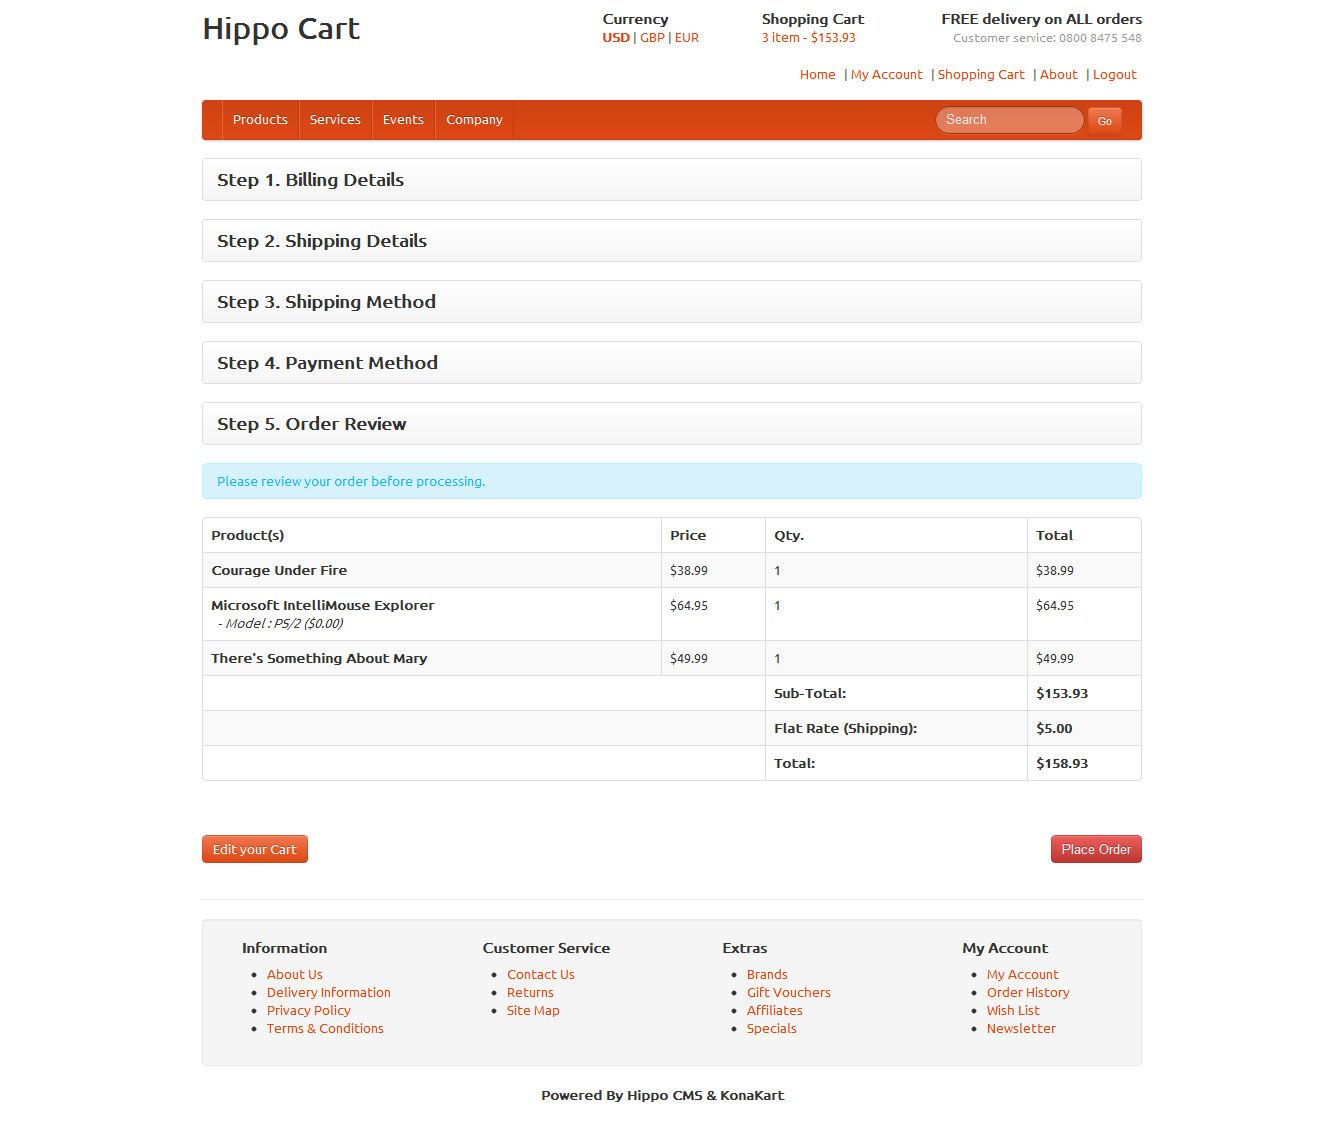 Hippo Cart
Currency
USD | GBP | EUR
Shopping Cart
3 item - $153.93
FREE delivery on ALL orders
Customer service: 0800 8475 548
Home | My Account | Shopping Cart | About | Logout
Products Services Events Company Search Go
Step 1. Billing Details
Step 2. Shipping Details
Step 3. Shipping Method
Step 4. Payment Method
Step 5. Order Review
Please review your order before processing.
Product(s) Price Qty. Total
Courage Under Fire $38.99 1 $38.99
Microsoft IntelliMouse Explorer $64.95 1 $64.95
- Model : PS/2 ($0.00)
There's Something About Mary $49.99 1 $49.99
Sub-Total: $153.93
Flat Rate (Shipping): $5.00
Total: $158.93
Edit your Cart Place Order
Information
About Us
Delivery Information
Privacy Policy
Terms & Conditions
Customer Service
Contact Us
Returns
Site Map
Extras
Brands
Gift Vouchers
Affiliates
Specials
My Account
My Account
Order History
Wish List
Newsletter
Powered By Hippo CMS & KonaKart